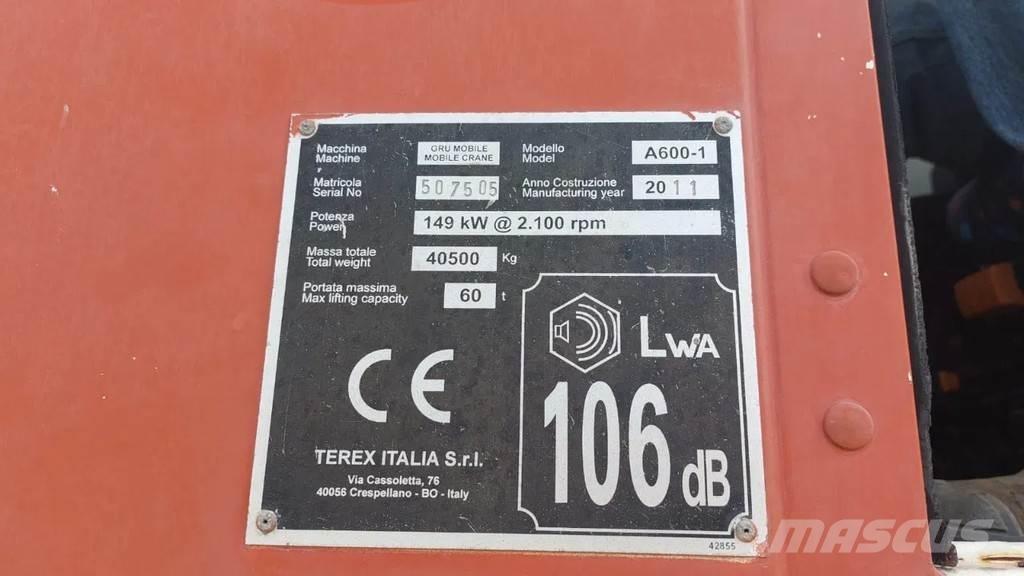 Macchina GRU MOBILE Modello A600-1
Machine MOBILE CRANE Model
Matricola 507505 Anno Costruzione 2011
Serial No Manufacturing year
Potenza 149 kW @ 2.100 rpm
Power
Massa totale 40500 Kg
Total weight
Portata massima 60 t
Max lifting capacity
CE
LWA
106 dB
TEREX ITALIA S.r.l.
Via Cassoletta, 76
40056 Crespellano - BO - Italy
42855
MASCUS